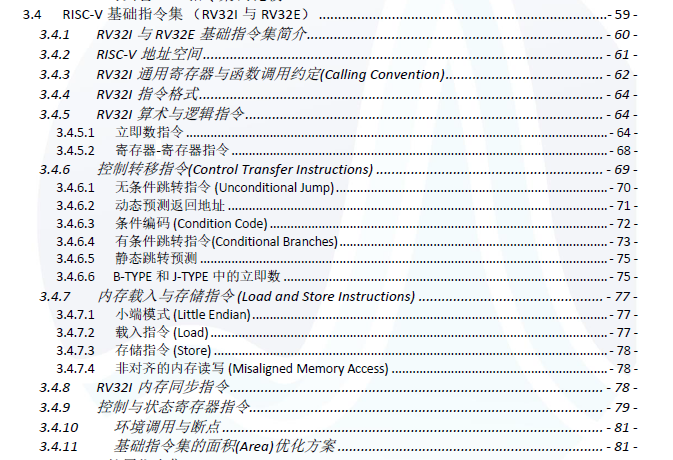 3.4 RISC-V 基础指令集（RV32I 与 RV32E） - 59 -
3.4.1 RV32I 与 RV32E 基础指令集简介 - 60 -
3.4.2 RISC-V 地址空间 - 61 -
3.4.3 RV32I 通用寄存器与函数调用约定(Calling Convention) - 62 -
3.4.4 RV32I 指令格式 - 64 -
3.4.5 RV32I 算术与逻辑指令 - 64 -
3.4.5.1 立即数指令 - 64 -
3.4.5.2 寄存器-寄存器指令 - 68 -
3.4.6 控制转移指令(Control Transfer Instructions) - 69 -
3.4.6.1 无条件跳转指令 (Unconditional Jump) - 70 -
3.4.6.2 动态预测返回地址 - 71 -
3.4.6.3 条件编码 (Condition Code) - 72 -
3.4.6.4 有条件跳转指令(Conditional Branches) - 73 -
3.4.6.5 静态跳转预测 - 75 -
3.4.6.6 B-TYPE 和 J-TYPE 中的立即数 - 75 -
3.4.7 内存载入与存储指令 (Load and Store Instructions) - 77 -
3.4.7.1 小端模式 (Little Endian) - 77 -
3.4.7.2 载入指令 (Load) - 77 -
3.4.7.3 存储指令 (Store) - 78 -
3.4.7.4 非对齐的内存读写 (Misaligned Memory Access) - 78 -
3.4.8 RV32I 内存同步指令 - 78 -
3.4.9 控制与状态寄存器指令 - 79 -
3.4.10 环境调用与断点 - 81 -
3.4.11 基础指令集的面积(Area)优化方案 - 81 -